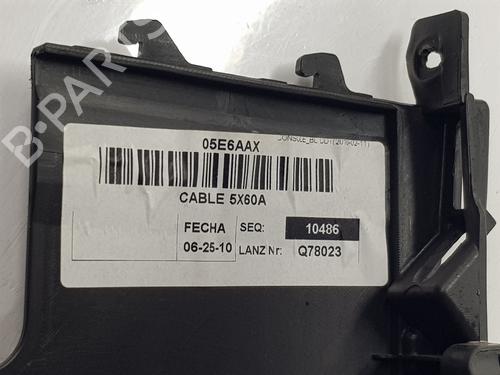 05E6AAX
CABLE 5X60A
FECHA SEQ: 10486
06-25-10 LANZ Nr: Q78023
B-PARTS